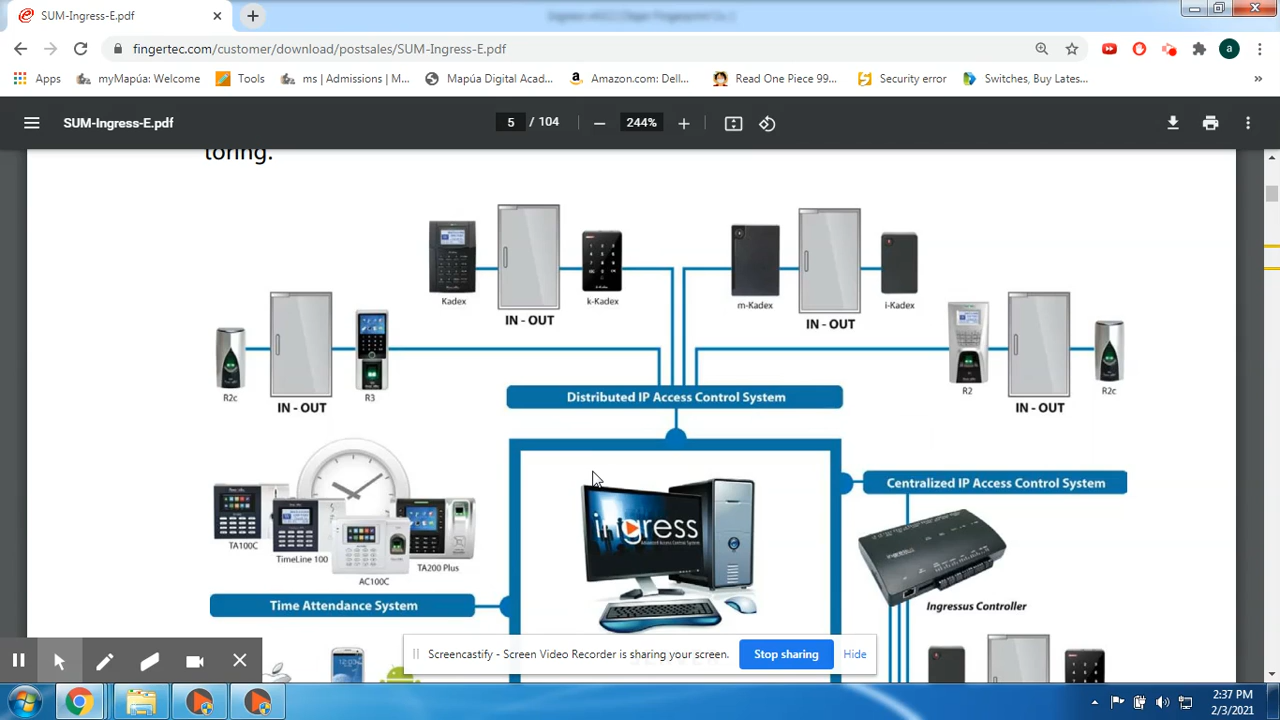 SUM-Ingress-E.pdf
fingertec.com/customer/download/postsales/SUM-Ingress-E.pdf
a
Apps myMapúa: Welcome Tools ms | Admissions | M... Mapúa Digital Acad... Amazon.com: Dell... Read One Piece 99... Security error Switches, Buy Lates... »
SUM-Ingress-E.pdf 5 / 104 244%
toring.
Kadex
k-Kadex
IN - OUT
m-Kadex
i-Kadex
IN - OUT
R2c
R3
IN - OUT
R2
R2c
IN - OUT
Distributed IP Access Control System
Centralized IP Access Control System
TA100C
TimeLine 100
AC100C
TA200 Plus
ingress
Ingressus Controller
Time Attendance System
Screencastify - Screen Video Recorder is sharing your screen. Stop sharing Hide
2:37 PM
2/3/2021